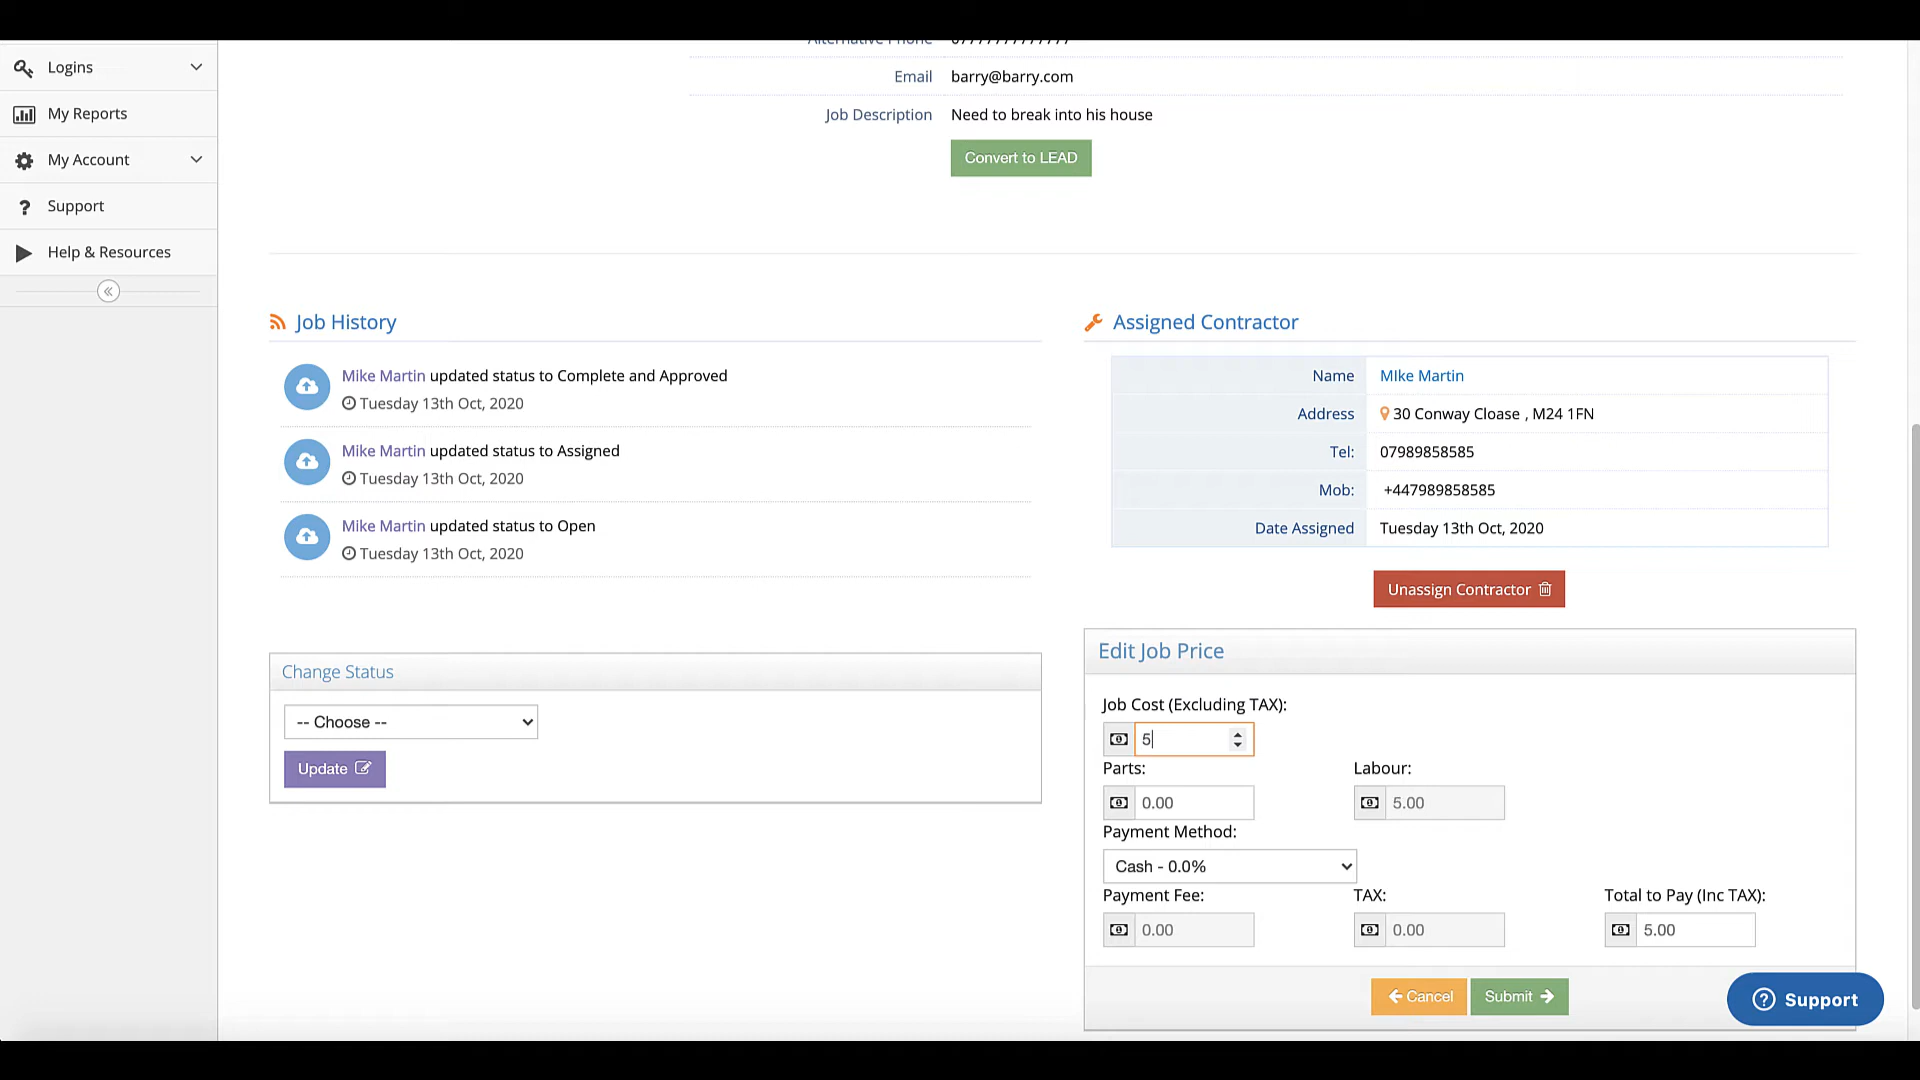 Logins
My Reports
My Account
Support
Help & Resources
Email barry@barry.com
Job Description Need to break into his house
Convert to LEAD
Job History
Mike Martin updated status to Complete and Approved
Tuesday 13th Oct, 2020
Mike Martin updated status to Assigned
Tuesday 13th Oct, 2020
Mike Martin updated status to Open
Tuesday 13th Oct, 2020
Change Status
-- Choose --
Update
Assigned Contractor
Name MIke Martin
Address 30 Conway Cloase , M24 1FN
Tel: 07989858585
Mob: +447989858585
Date Assigned Tuesday 13th Oct, 2020
Unassign Contractor
Edit Job Price
Job Cost (Excluding TAX):
5
Parts: Labour:
0.00 5.00
Payment Method:
Cash - 0.0%
Payment Fee: TAX: Total to Pay (Inc TAX):
0.00 0.00 5.00
Cancel Submit
Support